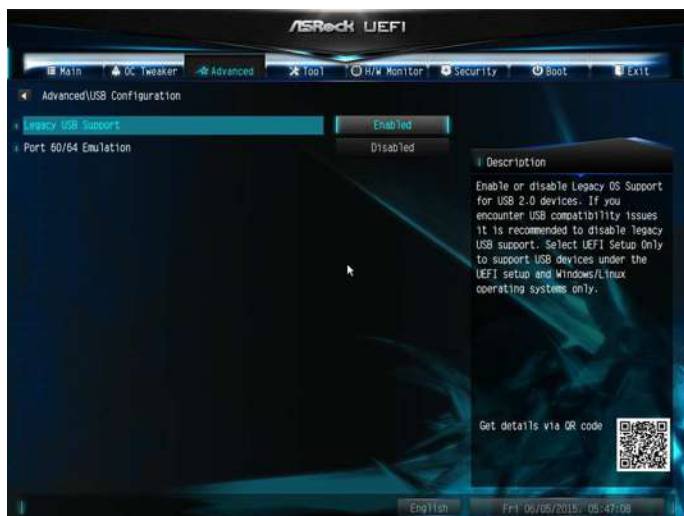 ASRock UEFI
Main OC Tweaker Advanced Tool H/W Monitor Security Boot Exit
Advanced\USB Configuration
Legacy USB Support Enabled
Port 60/64 Emulation Disabled
Description
Enable or disable Legacy OS Support
for USB 2.0 devices. If you
encounter USB compatibility issues
it is recommended to disable legacy
USB support. Select UEFI Setup Only
to support USB devices under the
UEFI setup and Windows/Linux
operating systems only.
Get details via QR code
English Fri 06/05/2015. 05:47:08